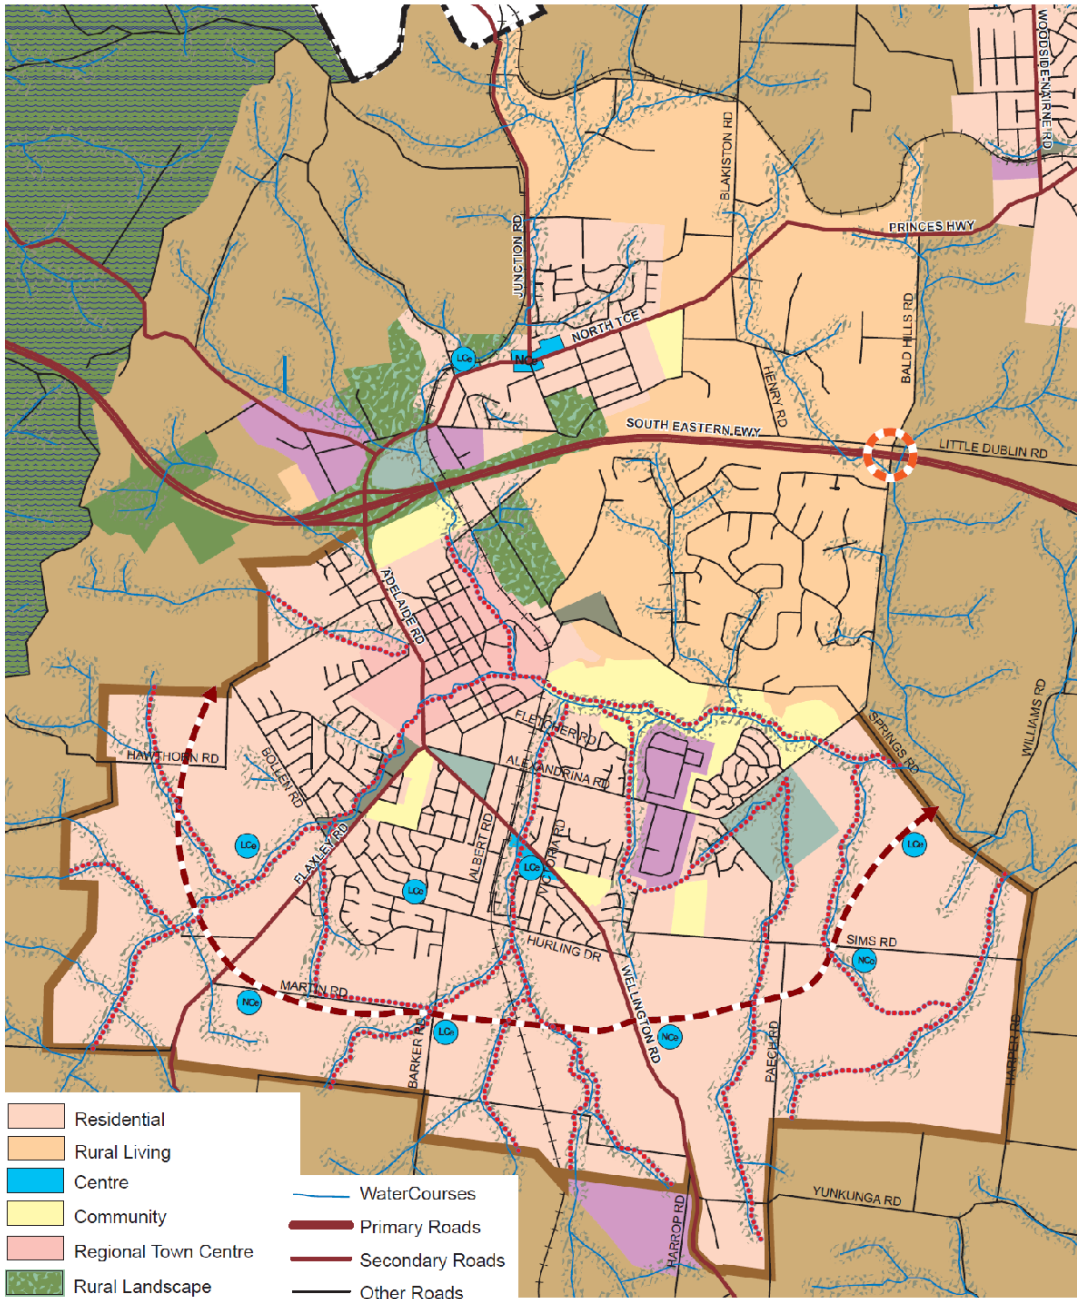 WOODSIDE-NAIRNE RD
BLAKISTON RD
PRINCES HWY
JUNCTION RD
NORTH TCE
BALD HILLS RD
LCe
NCe
HENRY RD
SOUTH EASTERN FWY
LITTLE DUBLIN RD
ADELAIDE RD
WILLIAMS RD
SPRINGS RD
FLETCHER RD
HAWTHORN RD
BOLLEN RD
ALEXANDRINA RD
ALBERT RD
VICTORIA RD
FLAXLEY RD
LCe
LCe
LCe
LCe
HURLING DR
SIMS RD
NCe
WELLINGTON RD
MARTIN RD
NCe
LCe
NCe
BARKER RD
PAECH RD
HARPER RD
YUNKUNGA RD
HARROP RD
Residential
Rural Living
Centre
Community
Regional Town Centre
Rural Landscape
WaterCourses
Primary Roads
Secondary Roads
Other Roads